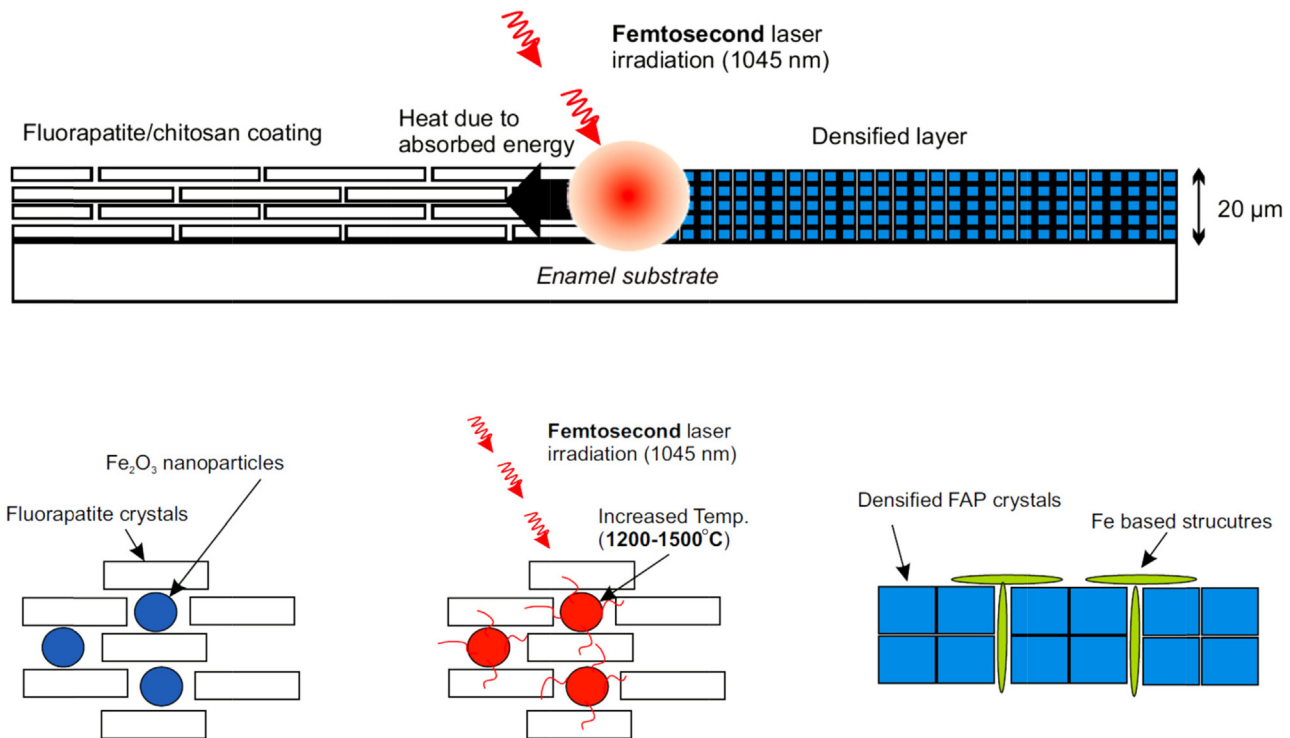 Femtosecond laser
irradiation (1045 nm)
Fluorapatite/chitosan coating
Heat due to
absorbed energy
Densified layer
20 µm
Enamel substrate
Fe₂O₃ nanoparticles
Fluorapatite crystals
Femtosecond laser
irradiation (1045 nm)
Increased Temp.
(1200-1500°C)
Densified FAP crystals
Fe based strucutres